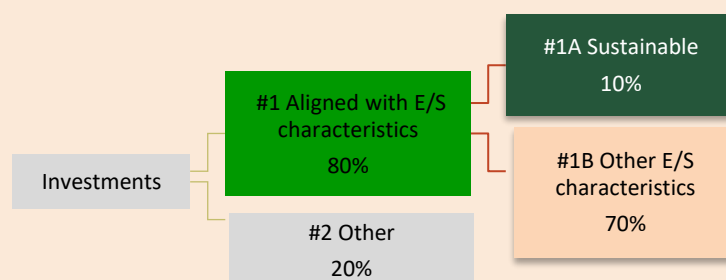 #1A Sustainable
10%
#1 Aligned with E/S
characteristics
80%
#1B Other E/S
characteristics
70%
Investments
#2 Other
20%